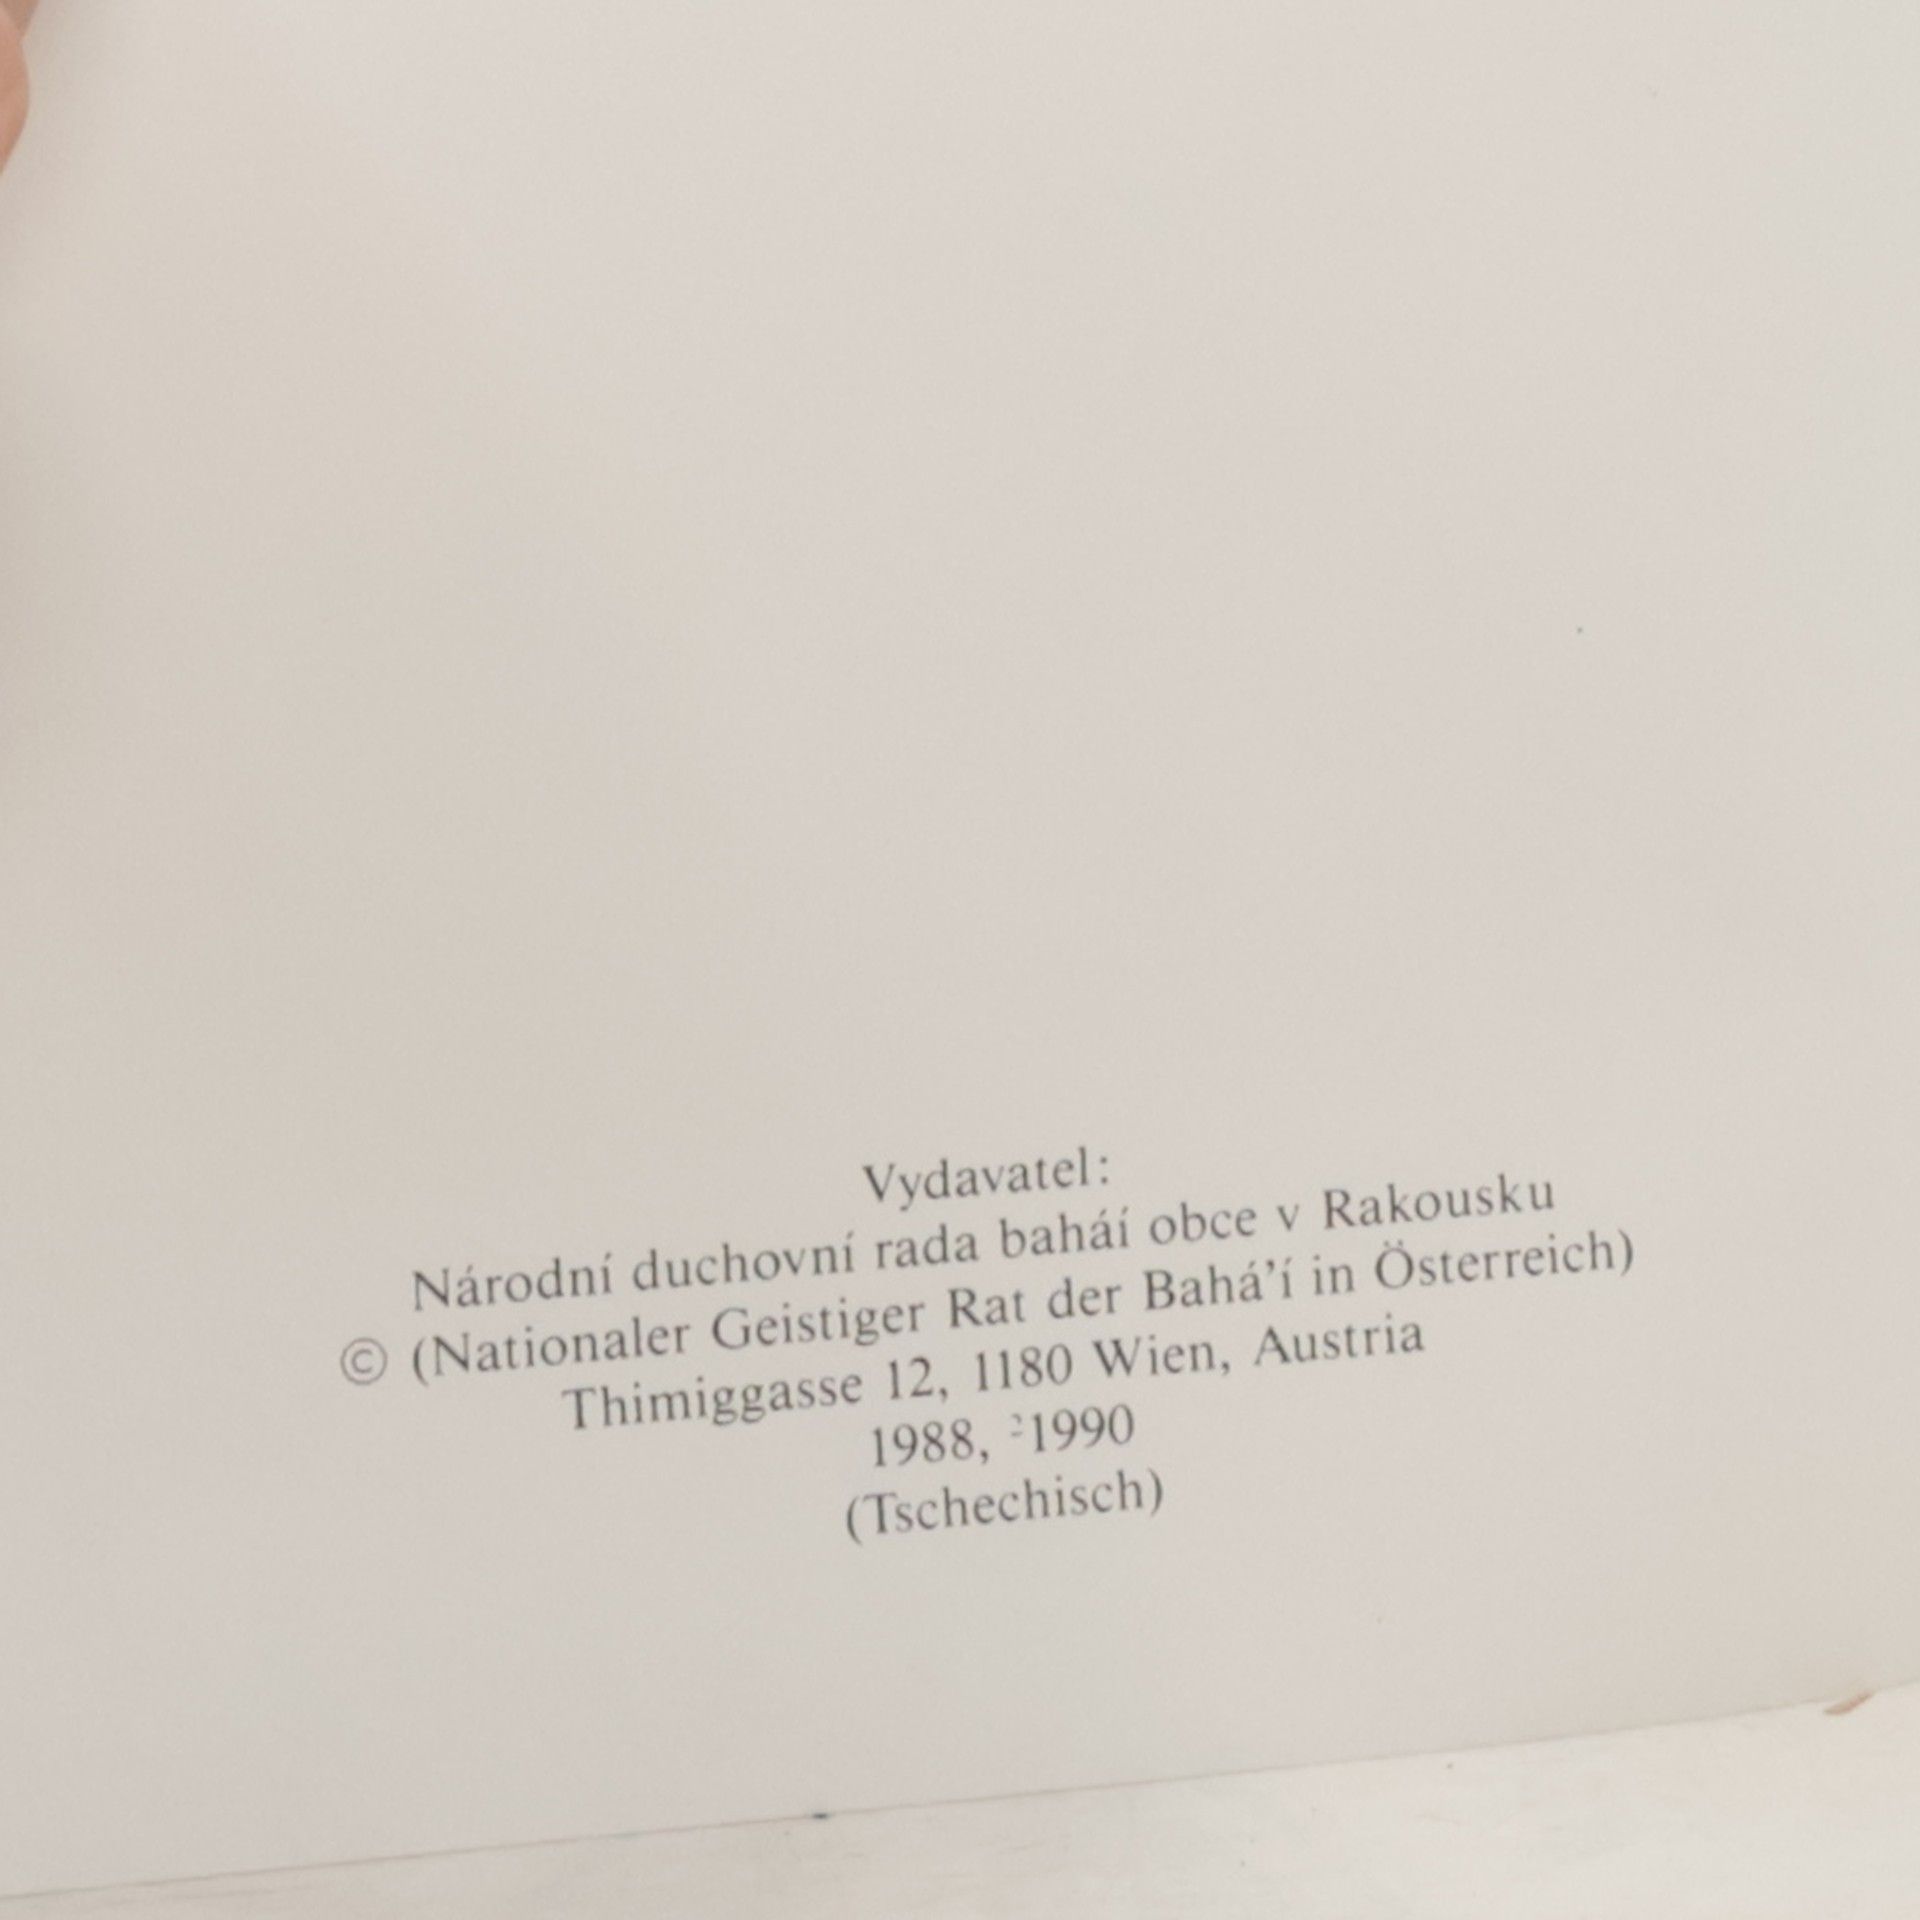 Vydavatel:
Národní duchovní rada baháí obce v Rakousku
© (Nationaler Geistiger Rat der Bahá'í in Österreich)
Thimiggasse 12, 1180 Wien, Austria
1988, ²1990
(Tschechisch)